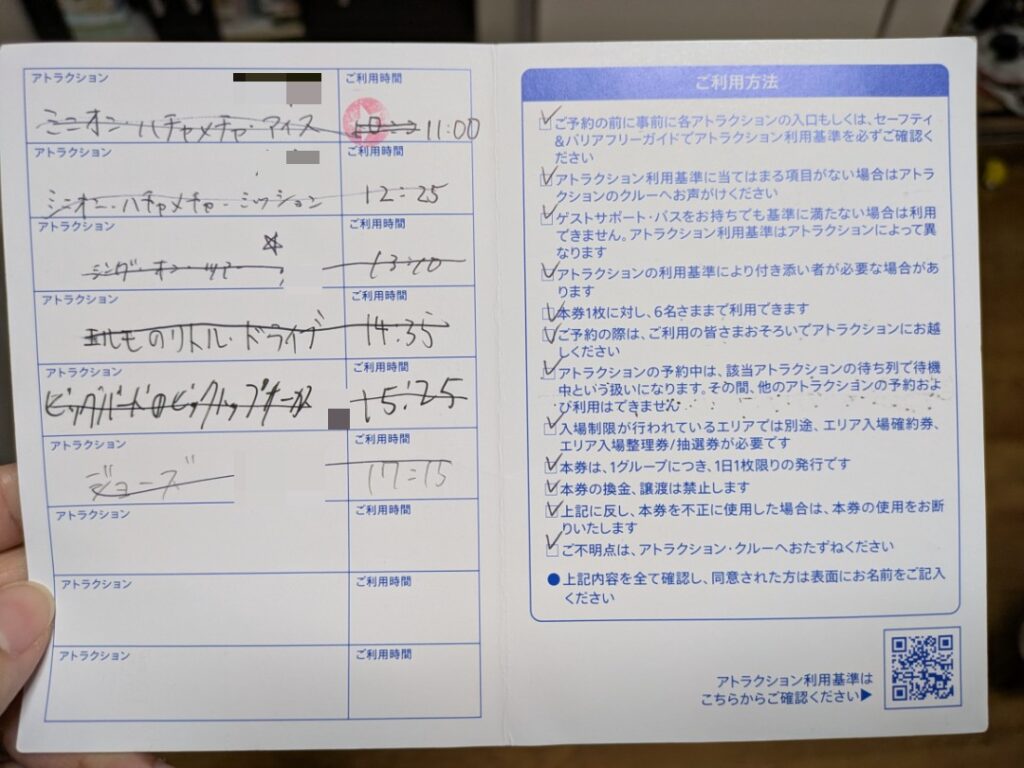 アトラクション
ご利用時間
ミニオン・ハチャメチャ・アイス
11:00
アトラクション
ご利用時間
ミニオン・ハチャメチャ・ミッション
12:25
アトラクション
ご利用時間
シング・オン・ツアー
13:10
アトラクション
ご利用時間
エルモのリトル・ドライブ
14:35
アトラクション
ご利用時間
ビッグバードのビッグトップサーカス
15:25
アトラクション
ご利用時間
ジョーズ
17:15
アトラクション
ご利用時間
アトラクション
ご利用時間
アトラクション
ご利用時間
ご利用方法
ご予約の前に事前に各アトラクションの入口もしくは、セーフティ
&バリアフリーガイドでアトラクション利用基準を必ずご確認く
ださい
アトラクション利用基準に当てはまる項目がない場合はアトラ
クションのクルーへお声がけください
ゲストサポート・パスをお持ちでも基準に満たない場合は利用
できません。アトラクション利用基準はアトラクションによって異
なります
アトラクションの利用基準により付き添い者が必要な場合があ
ります
本券1枚に対し、6名さままで利用できます
ご予約の際は、ご利用の皆さまおそろいでアトラクションにお越
しください
アトラクションの予約中は、該当アトラクションの待ち列で待機
中という扱いになります。その間、他のアトラクションの予約およ
び利用はできません
入場制限が行われているエリアでは別途、エリア入場確約券、
エリア入場整理券/抽選券が必要です
本券は、1グループにつき、1日1枚限りの発行です
本券の換金、譲渡は禁止します
上記に反し、本券を不正に使用した場合は、本券の使用をお断
りいたします
ご不明点は、アトラクション・クルーへおたずねください
●上記内容を全て確認し、同意された方は表面にお名前をご記入
ください
アトラクション利用基準は
こちらからご確認ください▶